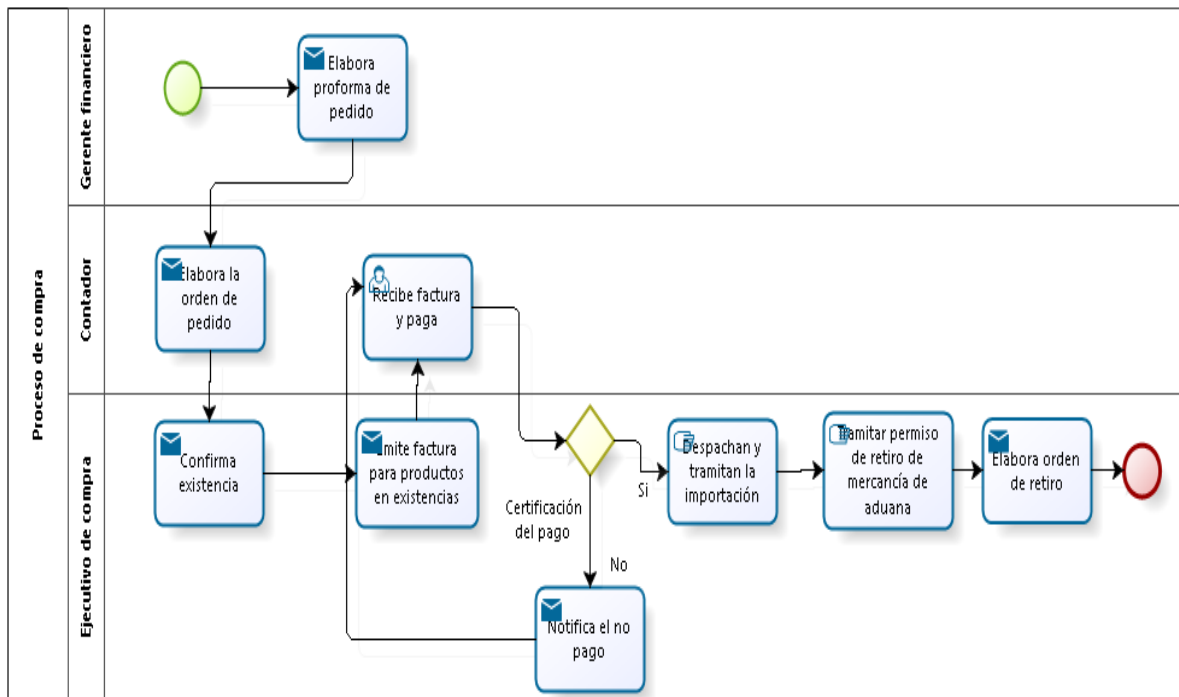 Proceso de compra
Gerente financiero
Elabora
proforma de
pedido
Contador
Elabora la
orden de
pedido
Recibe factura
y paga
Ejecutivo de compra
Confirma
existencia
Emite factura
para productos
en existencias
Certificación
del pago
Si
No
Notifica el no
pago
Despachan y
tramitan la
importación
Tramitar permiso
de retiro de
mercancía de
aduana
Elabora orden
de retiro